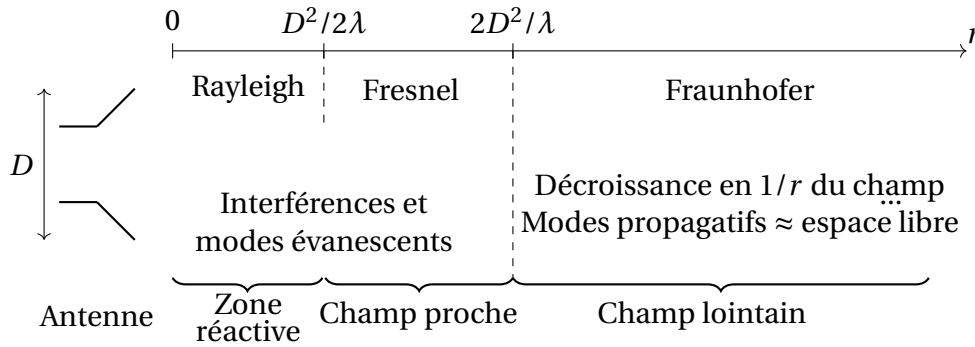 0
D²/2λ
2D²/λ
r
Rayleigh
Fresnel
Fraunhofer
D
Interférences et
modes évanescents
Décroissance en 1/r du champ
...
Modes propagatifs ≈ espace libre
Antenne
Zone
réactive
Champ proche
Champ lointain